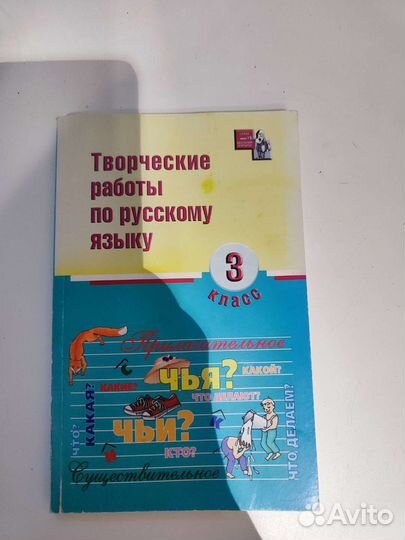 Творческие
работы
по русскому
языку
3
класс
Прилагательное
ЧЬЯ?
КАКОЙ?
КАКИЕ?
ЧТО ДЕЛАЮТ?
КАКАЯ?
ЧТО?
ЧЬИ?
КТО?
ЧТО ДЕЛАЕМ?
Существительное
Avito